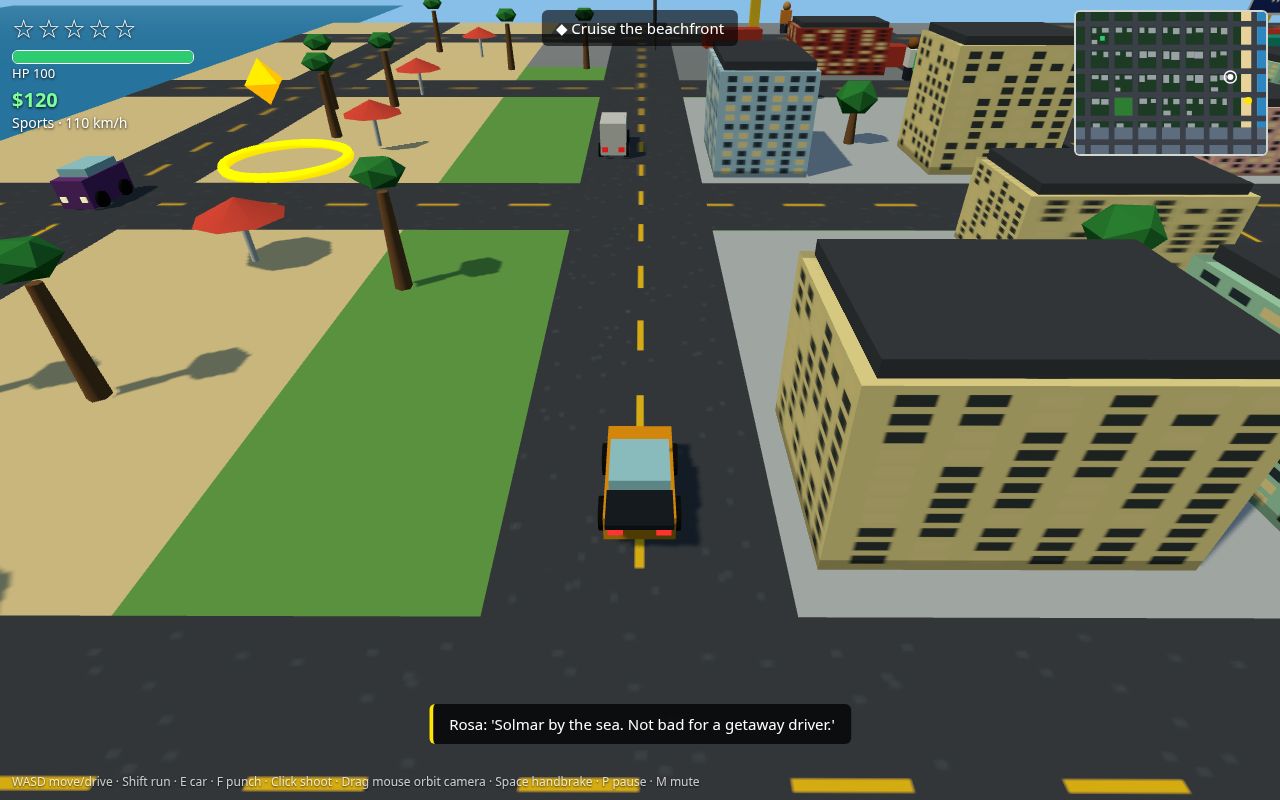 ◆ Cruise the beachfront
☆☆☆☆☆
HP 100
$120
Sports · 110 km/h
Rosa: 'Solmar by the sea. Not bad for a getaway driver.'
WASD move/drive · Shift run · E car · F punch · Click shoot · Drag mouse orbit camera · Space handbrake · P pause · M mute